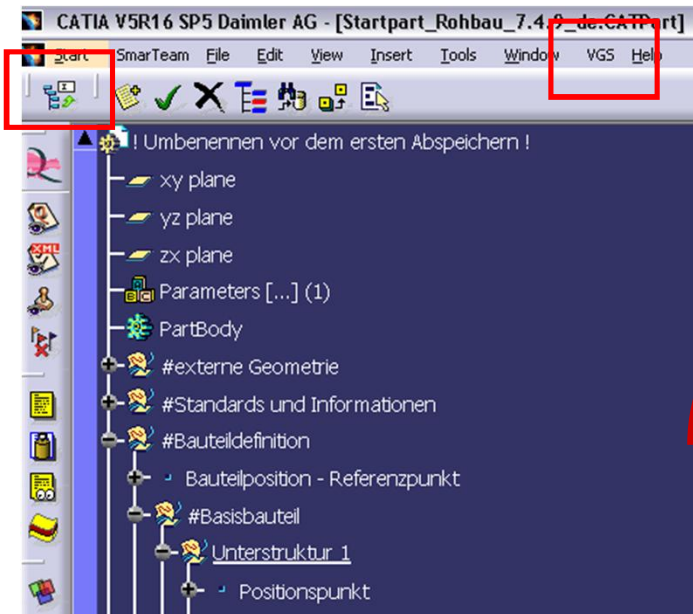 CATIA V5R16 SP5 Daimler AG - [Startpart_Rohbau_7.4.9_de.CATPart]
Start SmarTeam File Edit View Insert Tools Window VGS Help
! Umbenennen vor dem ersten Abspeichern !
xy plane
yz plane
zx plane
Parameters [...] (1)
PartBody
#externe Geometrie
#Standards und Informationen
#Bauteildefinition
Bauteilposition - Referenzpunkt
#Basisbauteil
Unterstruktur 1
Positionspunkt